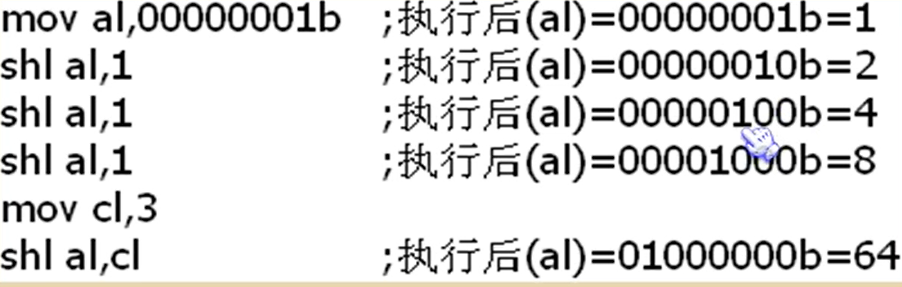 mov al,00000001b ;执行后(al)=00000001b=1
shl al,1 ;执行后(al)=00000010b=2
shl al,1 ;执行后(al)=00000100b=4
shl al,1 ;执行后(al)=00001000b=8
mov cl,3
shl al,cl ;执行后(al)=01000000b=64